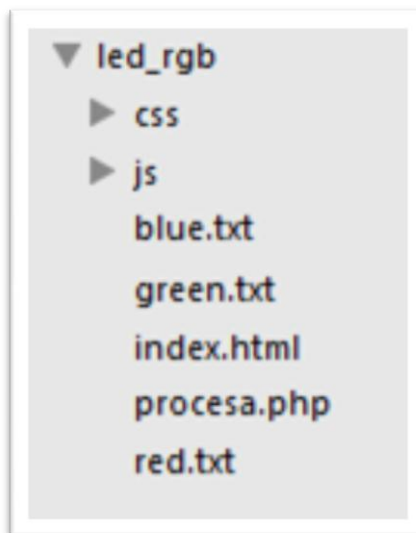 led_rgb
css
js
blue.txt
green.txt
index.html
procesa.php
red.txt